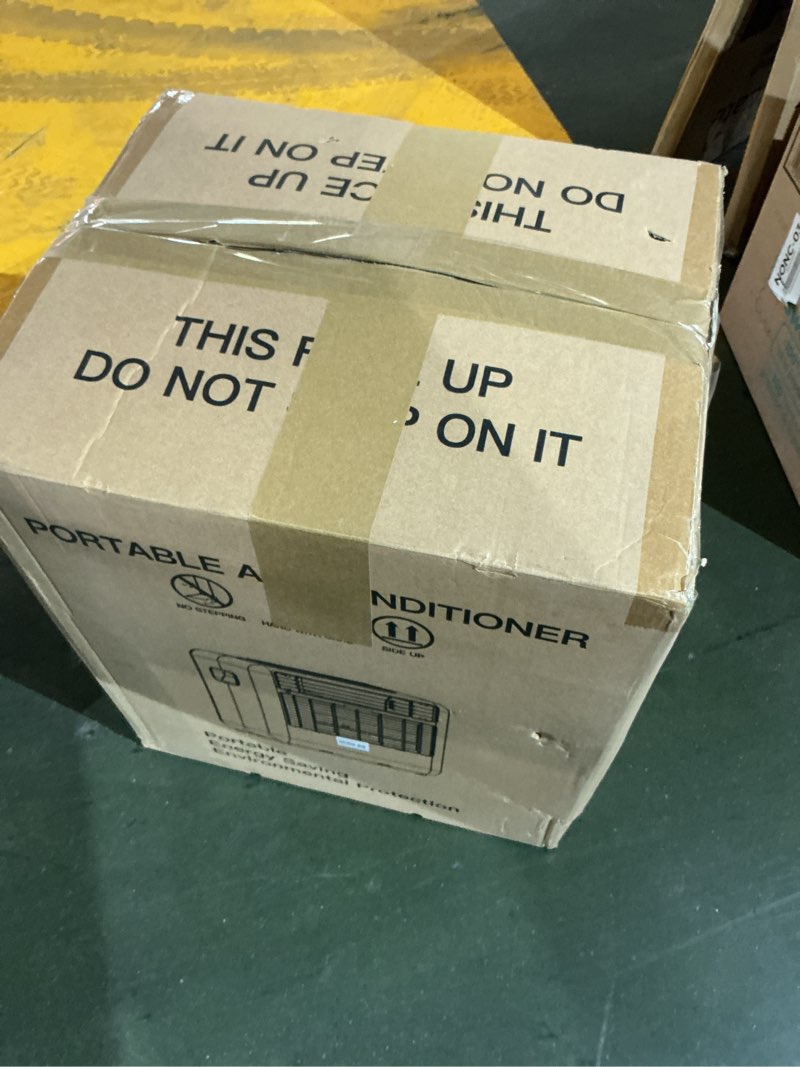 DO NO EP ON IT
THIS CE UP
THIS F UP
DO NOT P ON IT
PORTABLE A NDITIONER
NO STEPPING
SIDE UP
Portable
Energy Saving
Environmental Protection